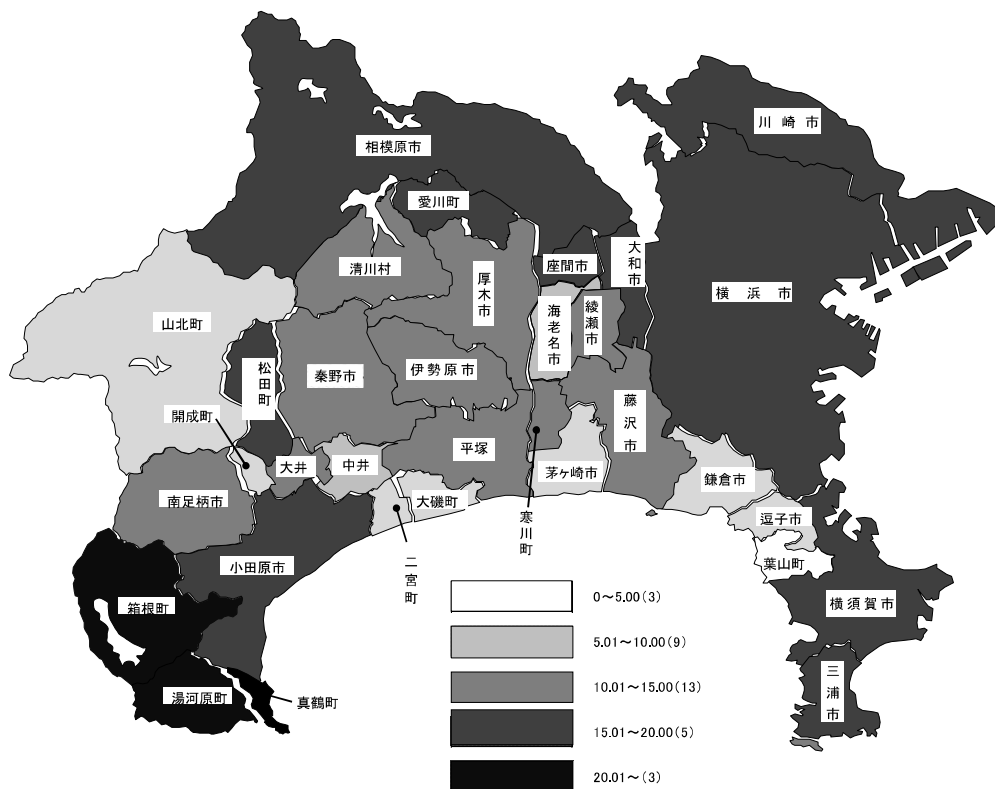 川崎市
相模原市
愛川町
清川村
厚木市
座間市
大和市
横浜市
海老名市
綾瀬市
山北町
松田町
秦野市
伊勢原市
開成町
大井
中井
平塚
藤沢市
茅ヶ崎市
鎌倉市
南足柄市
大磯町
寒川町
逗子市
二宮町
葉山町
小田原市
箱根町
横須賀市
湯河原町
真鶴町
三浦市
0~5.00(3)
5.01~10.00(9)
10.01~15.00(13)
15.01~20.00(5)
20.01~(3)